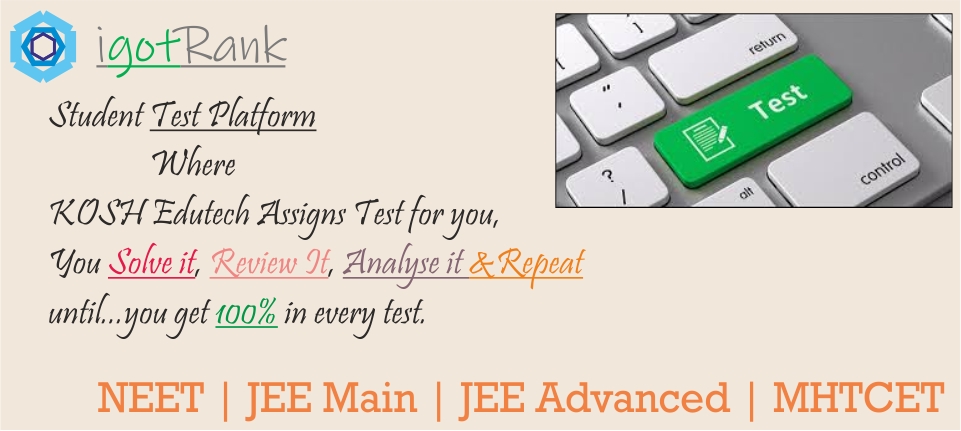 igotRank
Student Test Platform
Where
KOSH Edutech Assigns Test for you,
You Solve it, Review It, Analyse it & Repeat
until...you get 100% in every test.
return
" '
Test
? /
alt
control
NEET | JEE Main | JEE Advanced | MHTCET